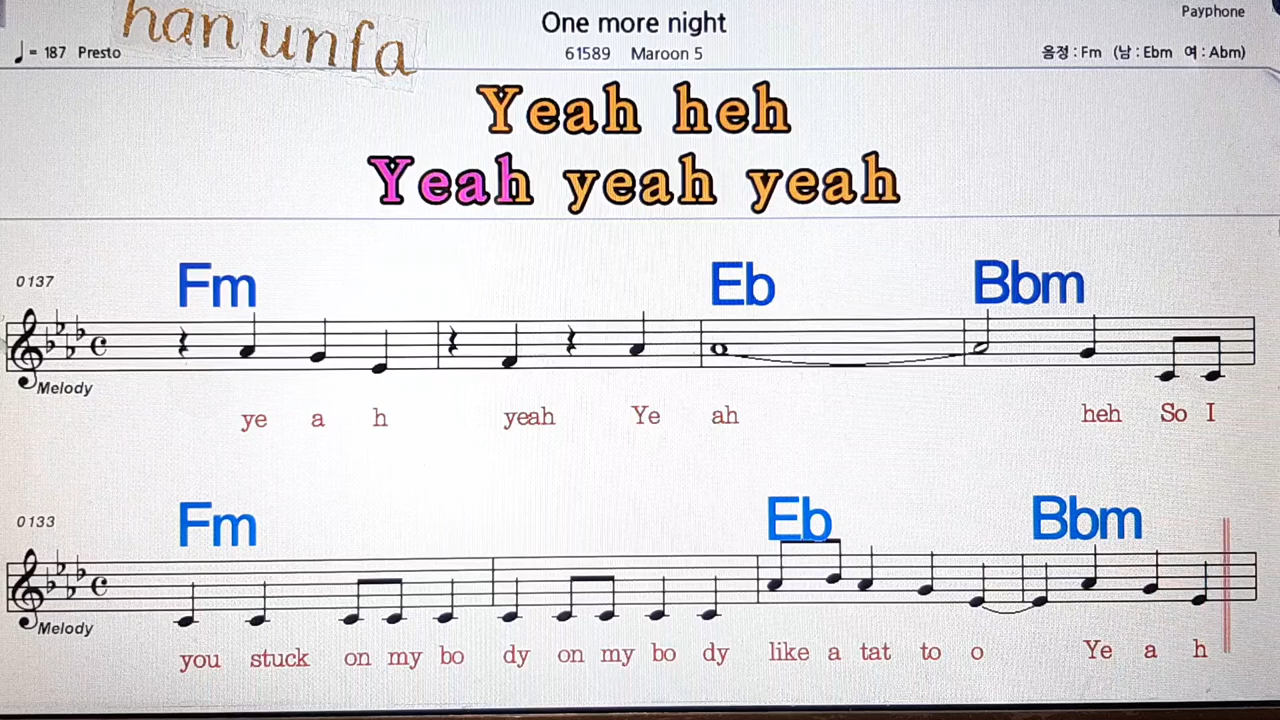 han unfa
One more night
Payphone
♩= 187 Presto
61589 Maroon 5
음정 : Fm (남 : Ebm 여 : Abm)
Yeah heh
Yeah yeah yeah
0137
Fm Eb Bbm
Melody
ye a h yeah Ye ah heh So I
0133
Fm Eb Bbm
Melody
you stuck on my bo dy on my bo dy like a tat to o Ye a h